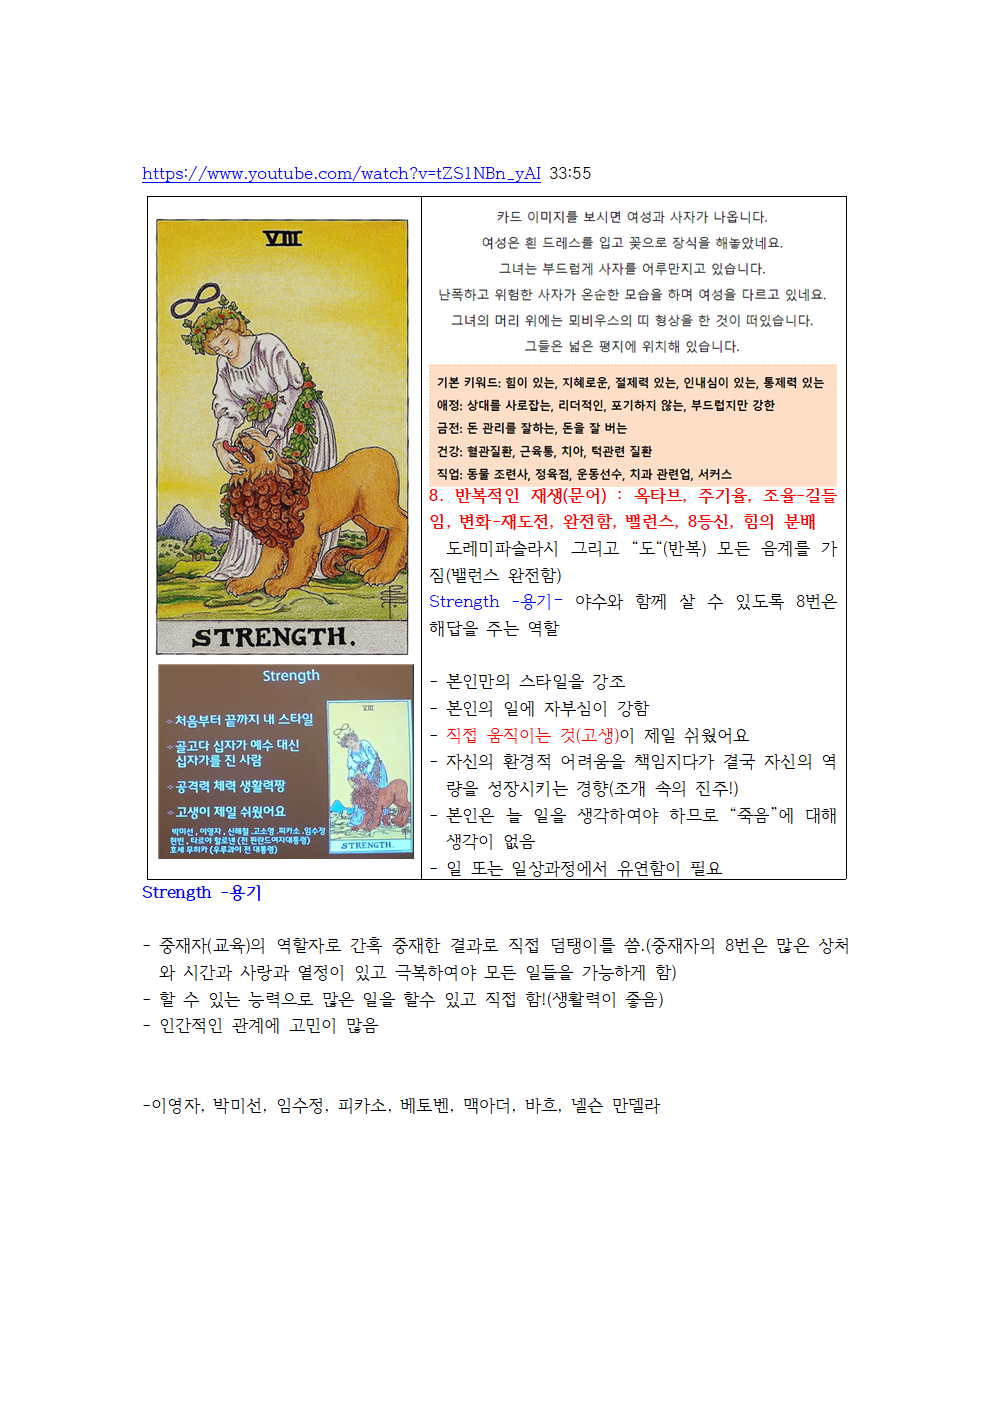 https://www.youtube.com/watch?v=tZS1NBn_yAI 33:55
VIII
STRENGTH.
카드 이미지를 보시면 여성과 사자가 나옵니다.
여성은 흰 드레스를 입고 꽃으로 장식을 해놓았네요.
그녀는 부드럽게 사자를 어루만지고 있습니다.
난폭하고 위험한 사자가 온순한 모습을 하며 여성을 따르고 있네요.
그녀의 머리 위에는 뫼비우스의 띠 형상을 한 것이 떠있습니다.
그들은 넓은 평지에 위치해 있습니다.
기본 키워드: 힘이 있는, 지혜로운, 절제력 있는, 인내심이 있는, 통제력 있는
애정: 상대를 사로잡는, 리더적인, 포기하지 않는, 부드럽지만 강한
금전: 돈 관리를 잘하는, 돈을 잘 버는
건강: 혈관질환, 근육통, 치아, 턱관련 질환
직업: 동물 조련사, 정육점, 운동선수, 치과 관련업, 서커스
8. 반복적인 재생(문어) : 옥타브, 주기율, 조율-길들
임, 변화-재도전, 완전함, 밸런스, 8등신, 힘의 분배
도레미파솔라시 그리고 “도“(반복) 모든 음계를 가
짐(밸런스 완전함)
Strength -용기- 야수와 함께 살 수 있도록 8번은
해답을 주는 역할
- 본인만의 스타일을 강조
- 본인의 일에 자부심이 강함
- 직접 움직이는 것(고생)이 제일 쉬웠어요
- 자신의 환경적 어려움을 책임지다가 결국 자신의 역
량을 성장시키는 경향(조개 속의 진주!)
- 본인은 늘 일을 생각하여야 하므로 “죽음”에 대해
생각이 없음
- 일 또는 일상과정에서 유연함이 필요
Strength
처음부터 끝까지 내 스타일
골고다 십자가 예수 대신
십자가를 진 사람
공격력 체력 생활력짱
고생이 제일 쉬웠어요
박미선 , 이영자 , 신해철 .고소영 .피카소 .임수정
현빈 , 타르야 할로넨 (전 핀란드여자대통령)
호세 무히카 (우루과이 전 대통령)
VIII
STRENGTH.
Strength -용기
- 중재자(교육)의 역할자로 간혹 중재한 결과로 직접 덤탱이를 씀.(중재자의 8번은 많은 상처
와 시간과 사랑과 열정이 있고 극복하여야 모든 일들을 가능하게 함)
- 할 수 있는 능력으로 많은 일을 할수 있고 직접 함!(생활력이 좋음)
- 인간적인 관계에 고민이 많음
-이영자, 박미선, 임수정, 피카소, 베토벤, 맥아더, 바흐, 넬슨 만델라